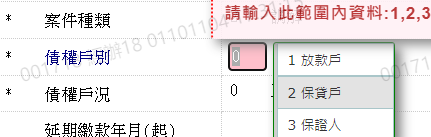 請輸入此範圍內資料:1,2,3
* 案件種類
* 債權戶別 0
1 放款戶
2 保貸戶
3 保證人
* 債權戶況 0
延期繳款年月(起)